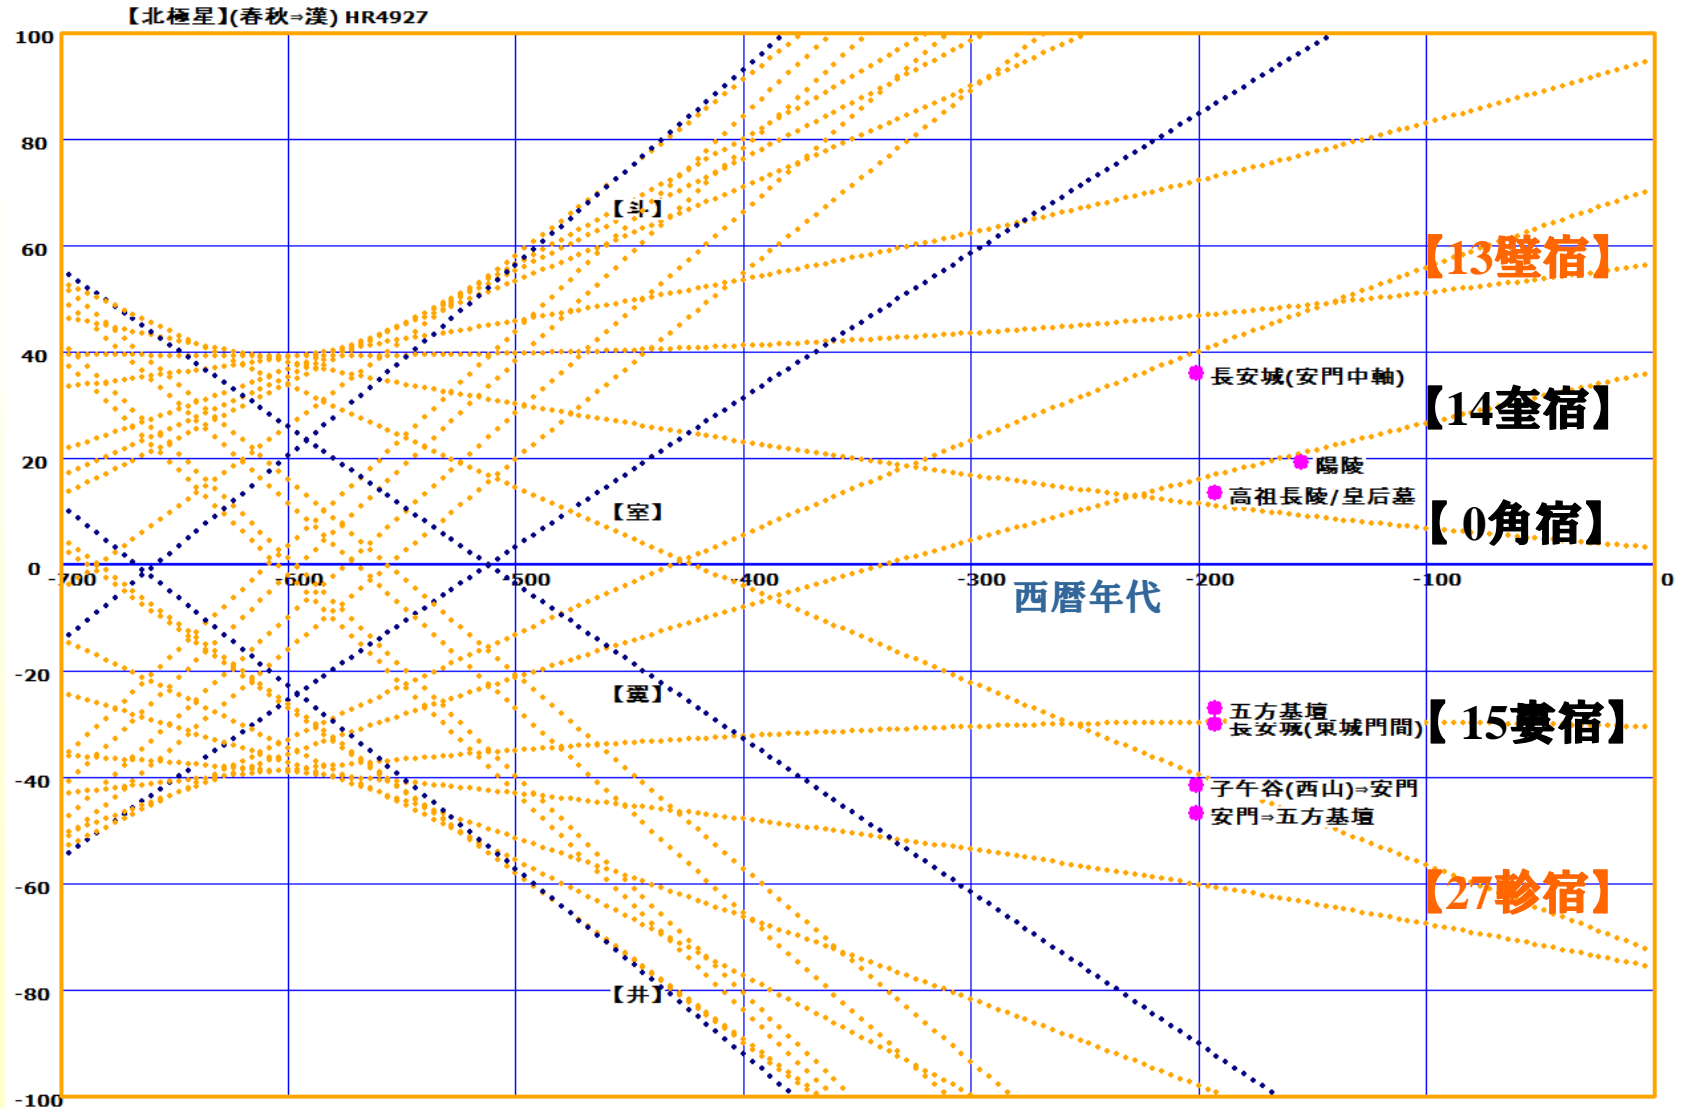 【北極星】(春秋⇒漢) HR4927
100
80
【斗】
60
【13壁宿】
40
長安城(安門中軸)
【14奎宿】
20
陽陵
高祖長陵/皇后墓
【室】
【 0角宿】
0
-700
-600
-500
-400
-300
-200
-100
0
西暦年代
-20
【翼】
五方基壇
長安城(東城門間)
【 15婁宿】
-40
子午谷(西山)⇒安門
安門⇒五方基壇
-60
【27軫宿】
-80
【井】
-100